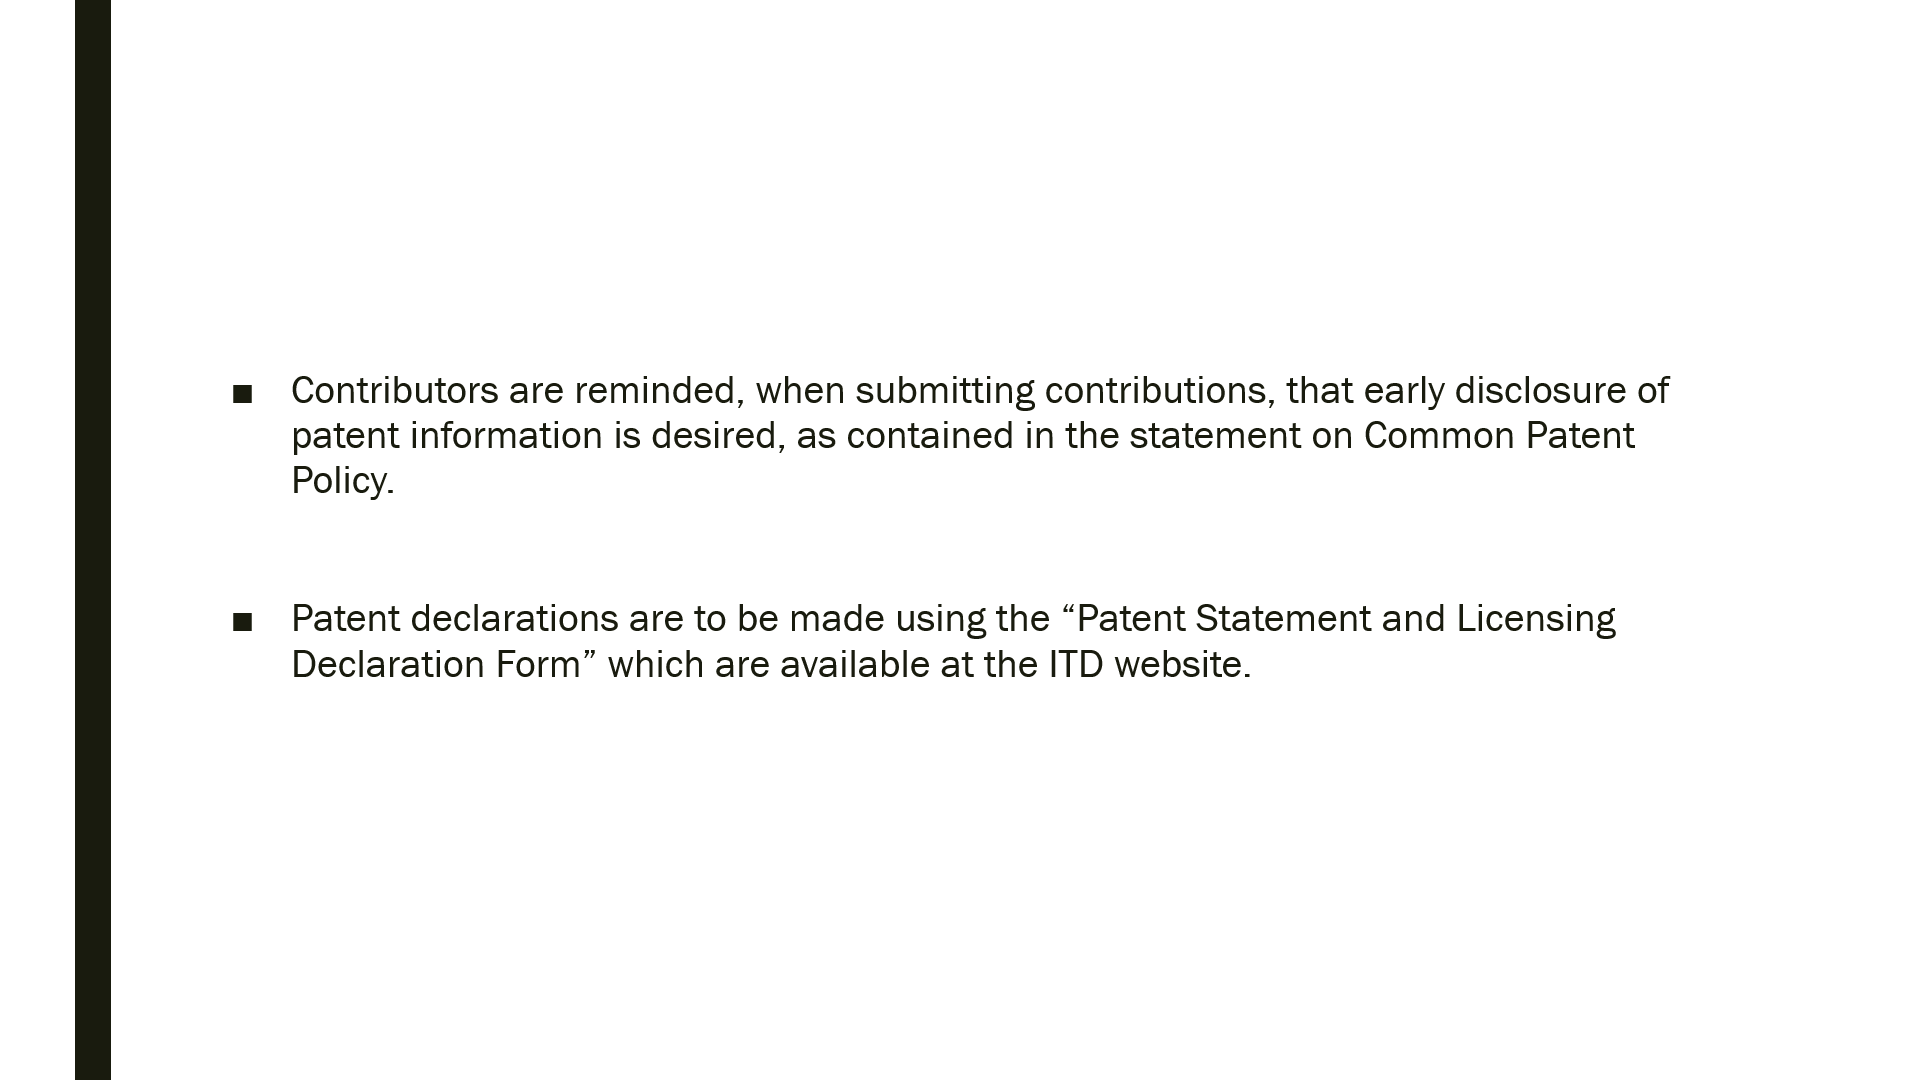 ■ Contributors are reminded, when submitting contributions, that early disclosure of
patent information is desired, as contained in the statement on Common Patent
Policy.
■ Patent declarations are to be made using the “Patent Statement and Licensing
Declaration Form” which are available at the ITD website.